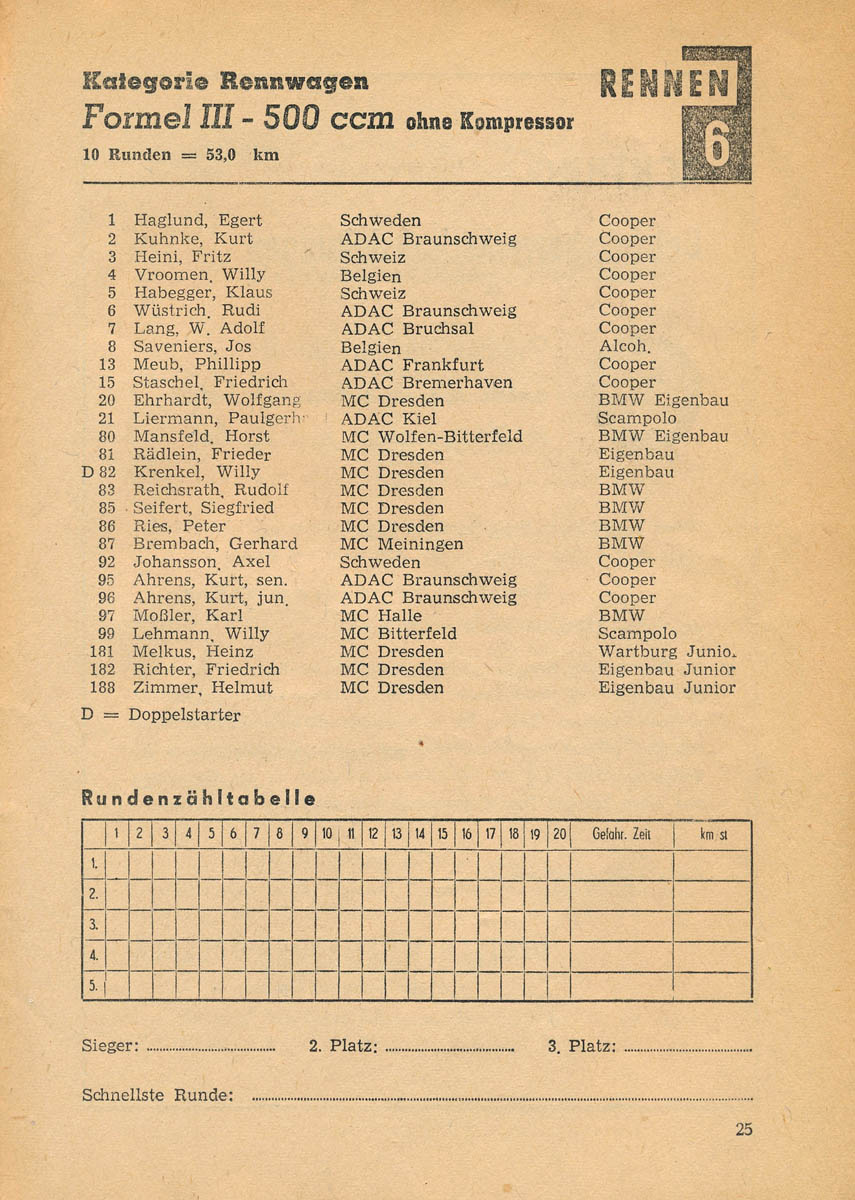 Kategorie Rennwagen
RENNEN
6
Formel III - 500 ccm ohne Kompressor
10 Runden = 53,0 km
1 Haglund, Egert Schweden Cooper
2 Kuhnke, Kurt ADAC Braunschweig Cooper
3 Heini, Fritz Schweiz Cooper
4 Vroomen, Willy Belgien Cooper
5 Habegger, Klaus Schweiz Cooper
6 Wüstrich, Rudi ADAC Braunschweig Cooper
7 Lang, W. Adolf ADAC Bruchsal Cooper
8 Saveniers, Jos Belgien Alcoh.
13 Meub, Phillipp ADAC Frankfurt Cooper
15 Staschel, Friedrich ADAC Bremerhaven Cooper
20 Ehrhardt, Wolfgang MC Dresden BMW Eigenbau
21 Liermann, ADAC Kiel Scampolo
80 Mansfeld, Horst MC Wolfen-Bitterfeld BMW Eigenbau
81 Rädlein, Frieder MC Dresden Eigenbau
D 82 Krenkel, Willy MC Dresden Eigenbau
83 Reichsrath, Rudolf MC Dresden BMW
85 Seifert, Siegfried MC Dresden BMW
86 Ries, Peter MC Dresden BMW
87 Brembach, Gerhard MC Meiningen BMW
92 Johansson, Axel Schweden Cooper
95 Ahrens, Kurt, sen. ADAC Braunschweig Cooper
96 Ahrens, Kurt, jun. ADAC Braunschweig Cooper
97 Moßler, Karl MC Halle BMW
99 Lehmann, Willy MC Bitterfeld Scampolo
181 Melkus, Heinz MC Dresden Wartburg Junio.
182 Richter, Friedrich MC Dresden Eigenbau Junior
188 Zimmer, Helmut MC Dresden Eigenbau Junior
D = Doppelstarter
Rundenzähltabelle
1 2 3 4 5 6 7 8 9 10 11 12 13 14 15 16 17 18 19 20 Gefahr. Zeit km st
1.
2.
3.
4.
5.
Sieger: 2. Platz: 3. Platz:
Schnellste Runde:
25